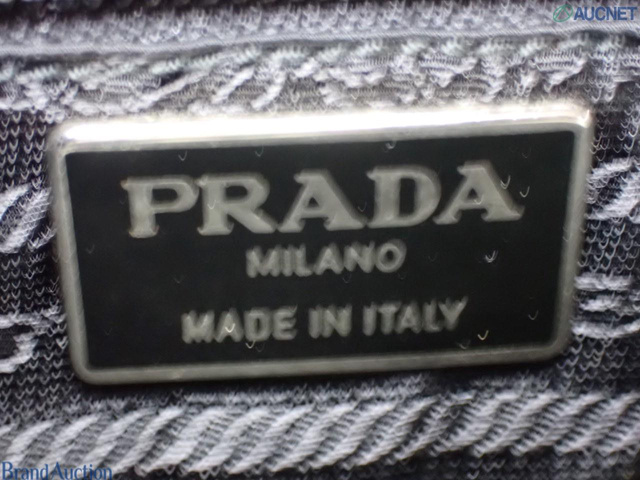 AUCNET
PRADA
MILANO
MADE IN ITALY
Brand Auction